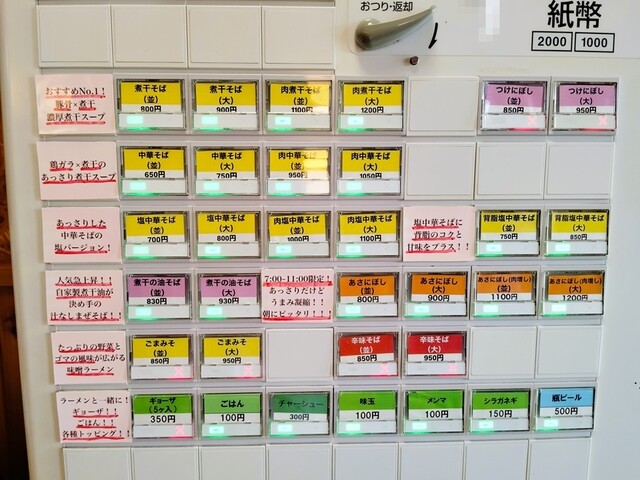 おつり・返却
紙幣
2000 1000
おすすめNo.1！
豚骨×煮干
濃厚煮干スープ
煮干そば
(並)
800円
煮干そば
(大)
900円
肉煮干そば
(並)
1100円
肉煮干そば
(大)
1200円
つけにぼし
(並)
850円
つけにぼし
(大)
950円
鶏ガラ×煮干の
あっさり煮干スープ
中華そば
(並)
650円
中華そば
(大)
750円
肉中華そば
(並)
950円
肉中華そば
(大)
1050円
あっさりした
中華そばの
塩バージョン！
塩中華そば
(並)
700円
塩中華そば
(大)
800円
肉塩中華そば
(並)
1000円
肉塩中華そば
(大)
1100円
塩中華そばに
背脂のコクと
甘味をプラス！！
背脂塩中華そば
(並)
750円
背脂塩中華そば
(大)
850円
人気急上昇！！
自家製煮干油が
決め手の
汁なしまぜそば！！
煮干の油そば
(並)
830円
煮干の油そば
(大)
930円
7:00-11:00限定！
あっさりだけど
うまみ凝縮！！
朝にピッタリ！！
あさにぼし
(並)
800円
あさにぼし
(大)
900円
あさにぼし(肉増し)
(並)
1100円
あさにぼし(肉増し)
(大)
1200円
たっぷりの野菜と
ゴマの風味が広がる
味噌ラーメン
ごまみそ
(並)
850円
ごまみそ
(大)
950円
辛味そば
(並)
850円
辛味そば
(大)
950円
ラーメンと一緒に！
ギョーザ！！
ごはん！！
各種トッピング！！
ギョーザ
(5ヶ入)
350円
ごはん
100円
チャーシュー
300円
味玉
100円
メンマ
100円
シラガネギ
150円
瓶ビール
500円